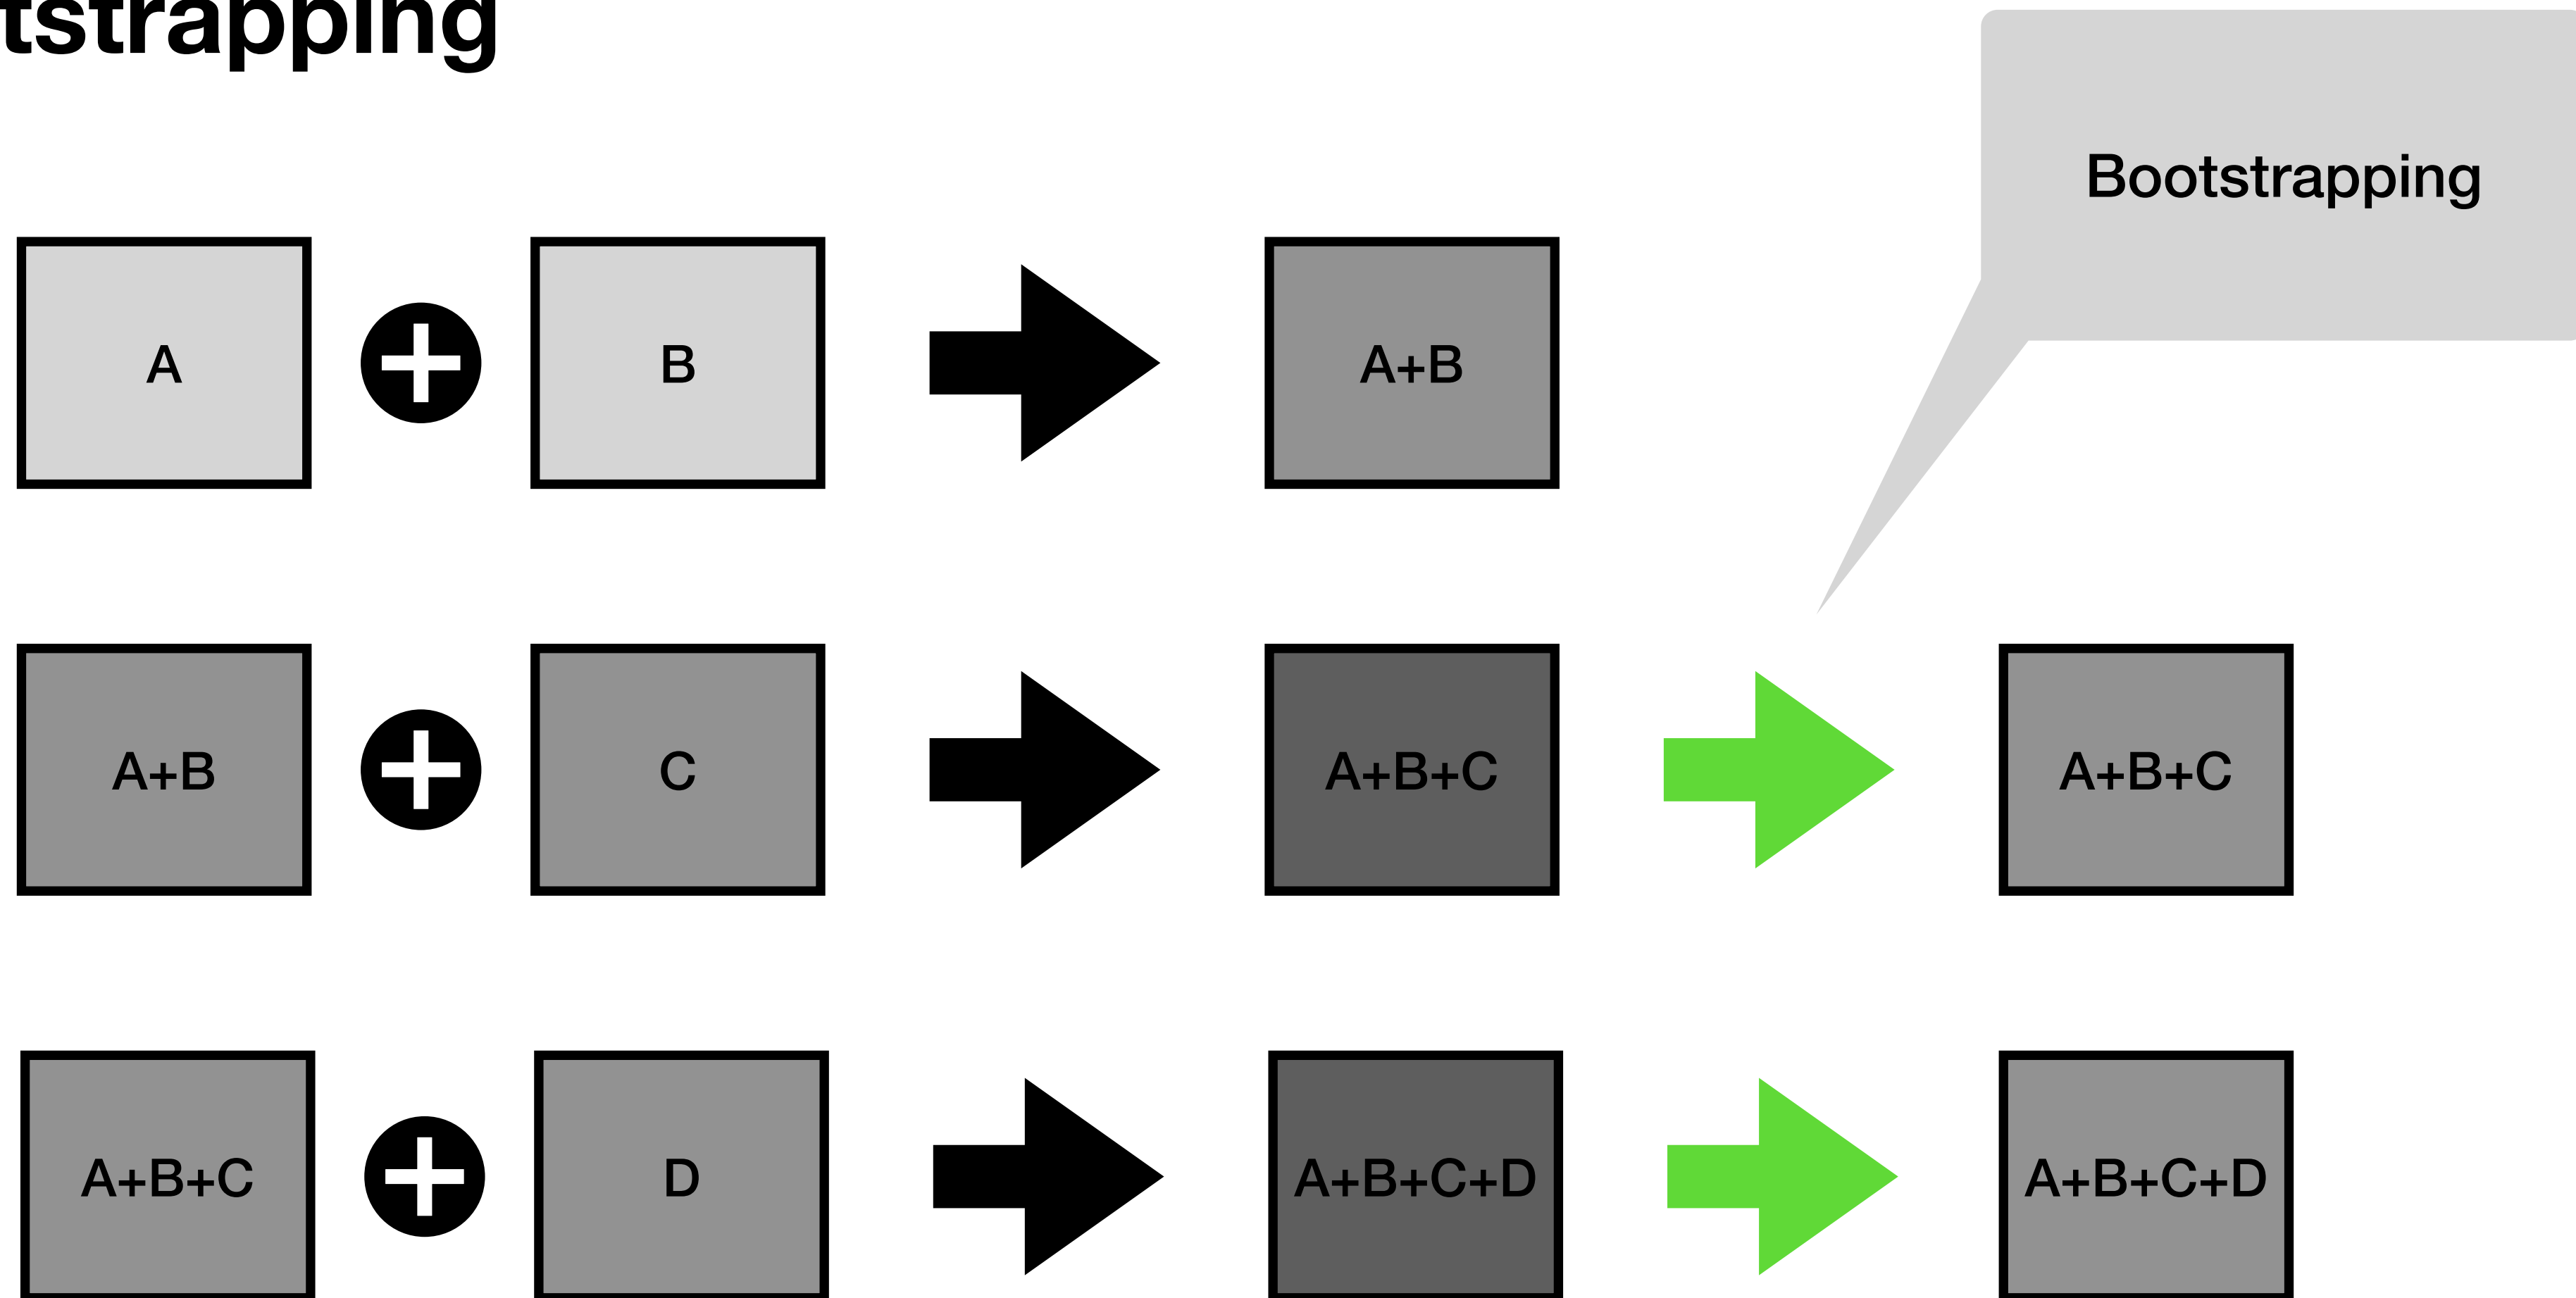 tstrapping
Bootstrapping
A B A+B
A+B C A+B+C A+B+C
A+B+C D A+B+C+D A+B+C+D